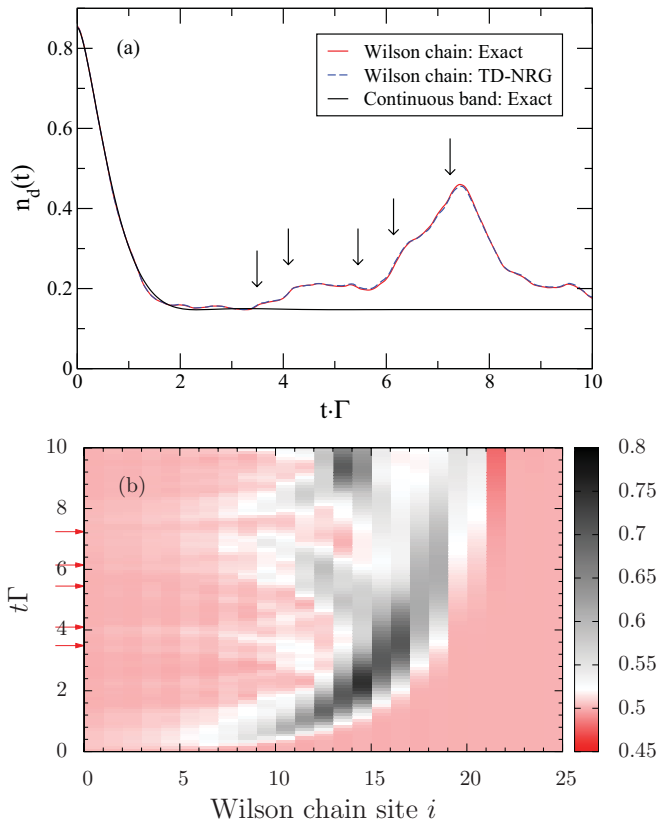 (a)
Wilson chain: Exact
Wilson chain: TD-NRG
Continuous band: Exact
n_d(t)
0.8
0.6
0.4
0.2
0
0 2 4 6 8 10
t·Γ
(b)
tΓ
10
8
6
4
2
0
0 5 10 15 20 25
Wilson chain site i
0.8
0.75
0.7
0.65
0.6
0.55
0.5
0.45